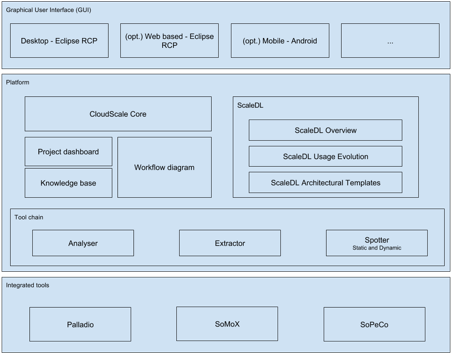 Graphical User Interface (GUI)
Desktop - Eclipse RCP
(opt.) Web based - Eclipse
RCP
(opt.) Mobile - Android
...
Platform
CloudScale Core
Project dashboard
Knowledge base
Workflow diagram
ScaleDL
ScaleDL Overview
ScaleDL Usage Evolution
ScaleDL Architectural Templates
Tool chain
Analyser
Extractor
Spotter
Static and Dynamic
Integrated tools
Palladio
SoMoX
SoPeCo